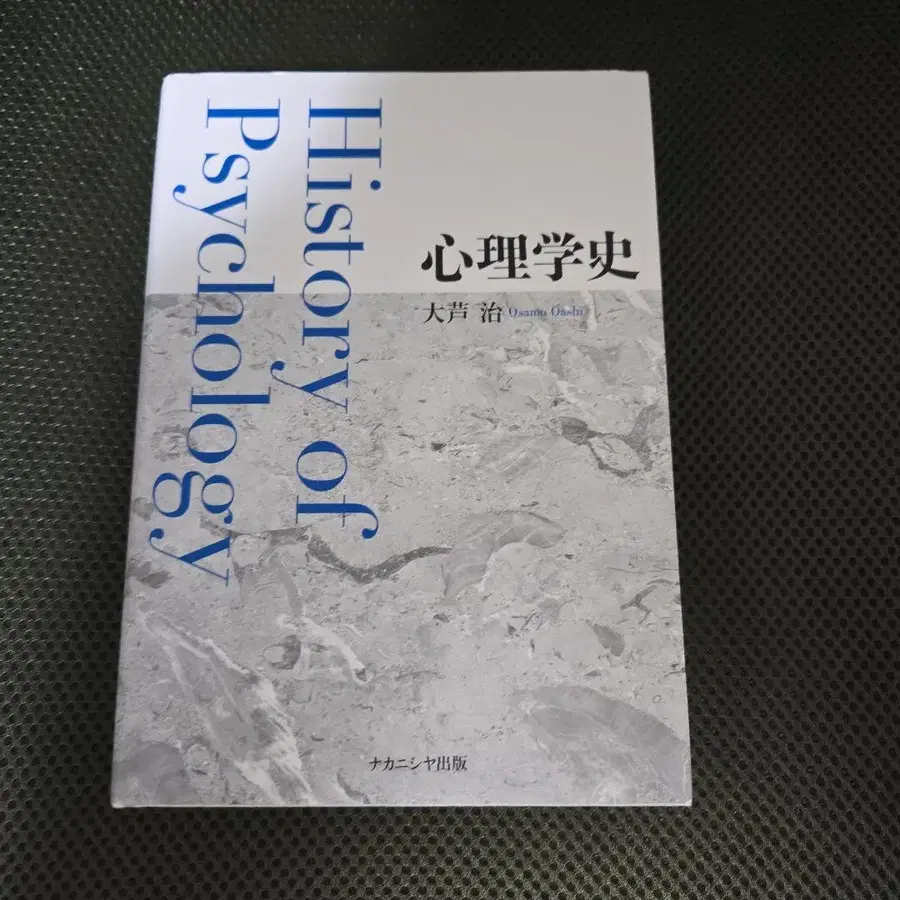 History of
Psychology
心理学史
大芦 治 Osamu Oashi
ナカニシヤ出版